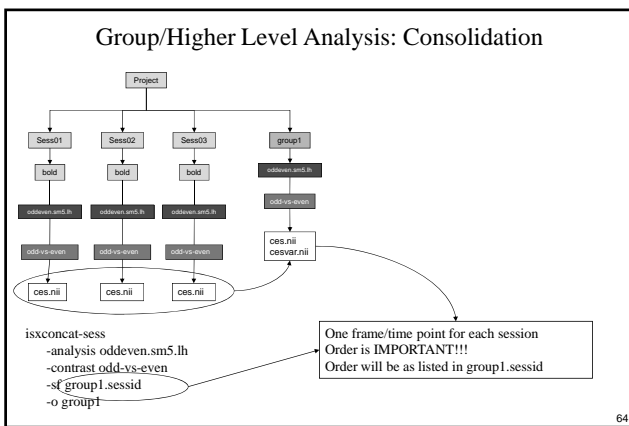 Group/Higher Level Analysis: Consolidation
Project
Sess01 Sess02 Sess03 group1
bold bold bold oddeven.sm5.lh
oddeven.sm5.lh oddeven.sm5.lh oddeven.sm5.lh odd-vs-even
odd-vs-even odd-vs-even odd-vs-even
ces.nii
cesvar.nii
ces.nii ces.nii ces.nii
isxconcat-sess
-analysis oddeven.sm5.lh
-contrast odd-vs-even
-sf group1.sessid
-o group1
One frame/time point for each session
Order is IMPORTANT!!!
Order will be as listed in group1.sessid
64